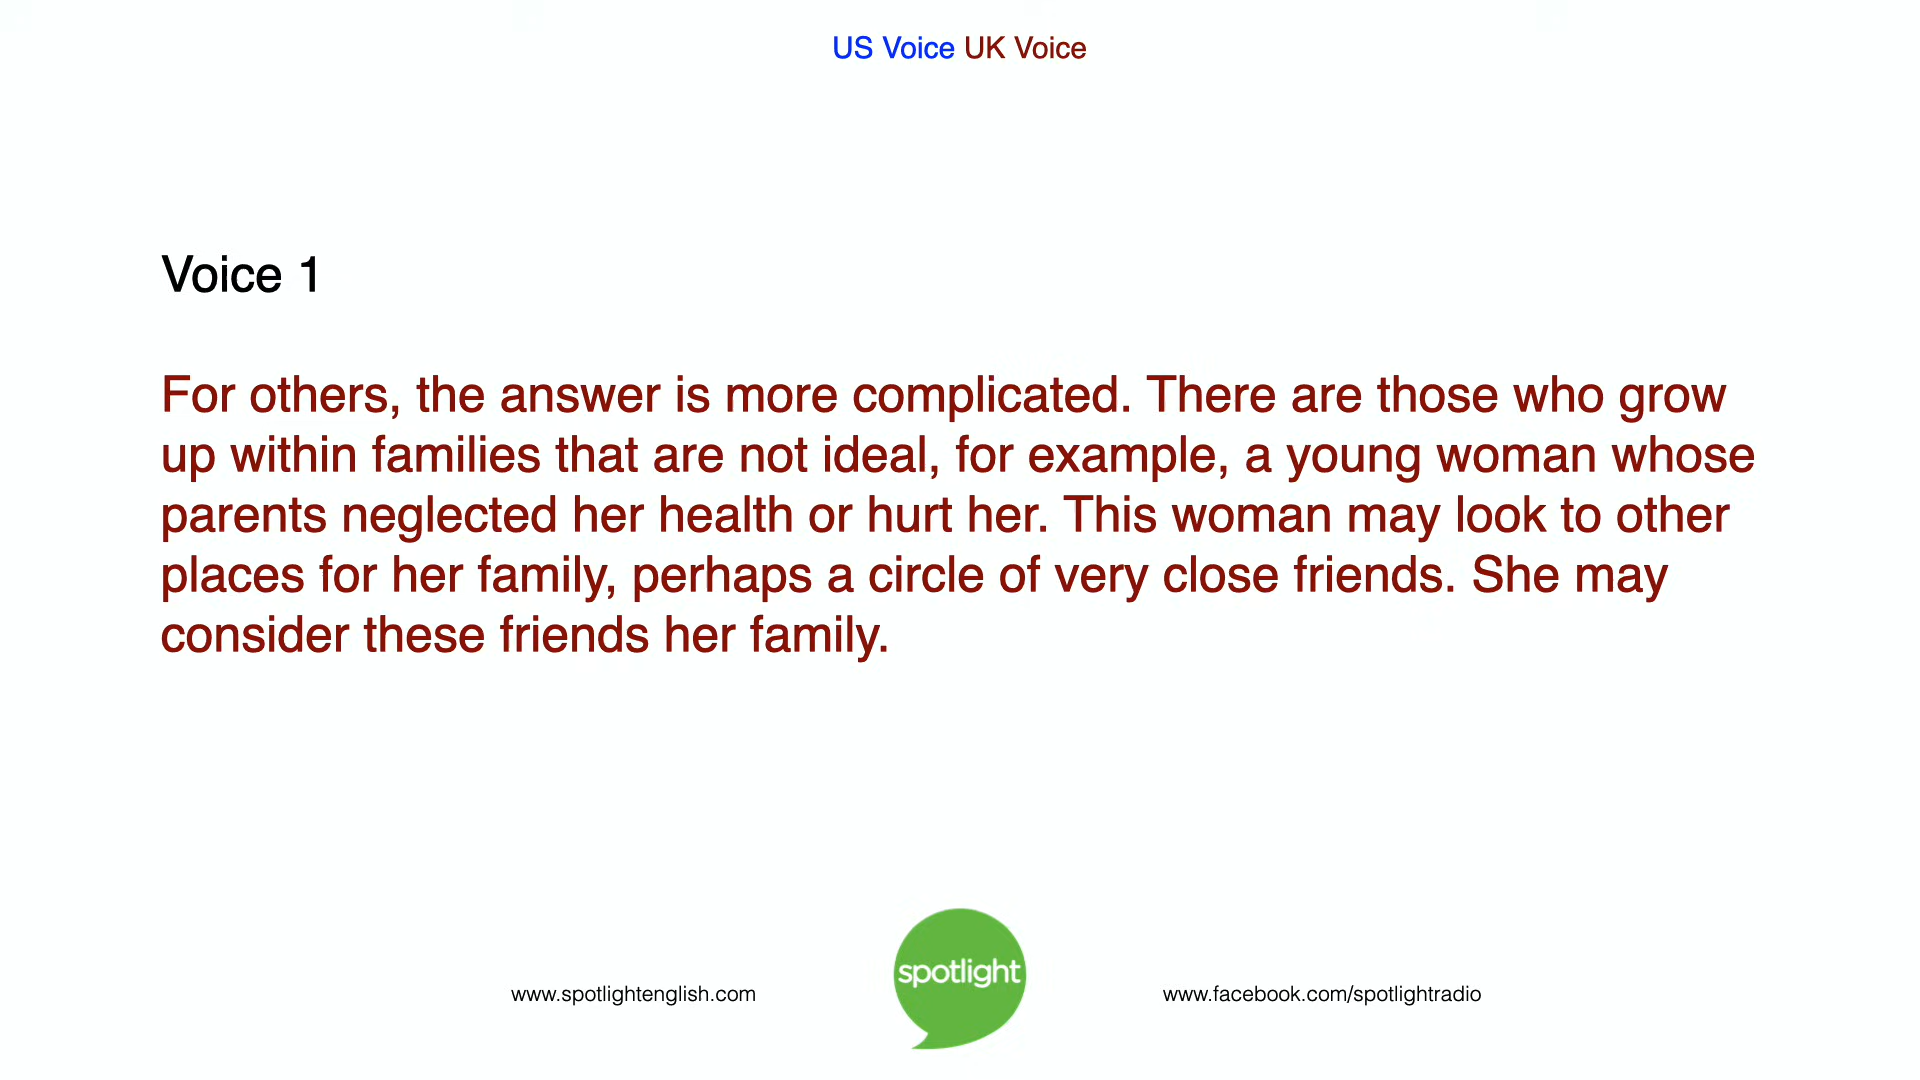 US Voice UK Voice
Voice 1
For others, the answer is more complicated. There are those who grow
up within families that are not ideal, for example, a young woman whose
parents neglected her health or hurt her. This woman may look to other
places for her family, perhaps a circle of very close friends. She may
consider these friends her family.
spotlight
www.spotlightenglish.com
www.facebook.com/spotlightradio